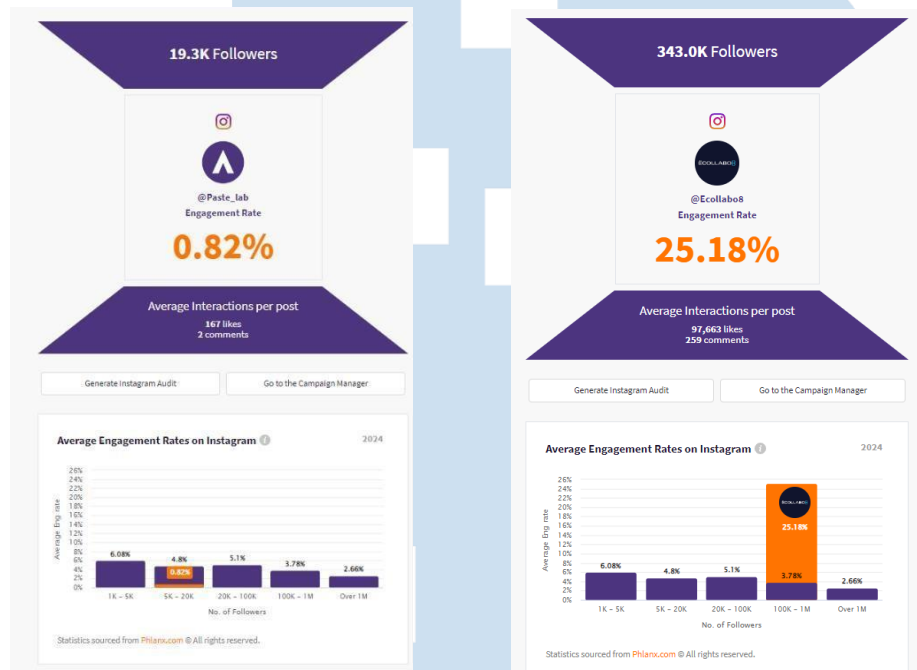 19.3K Followers
@Paste_lab
Engagement Rate
0.82%
Average Interactions per post
167 likes
2 comments
Generate Instagram Audit
Go to the Campaign Manager
Average Engagement Rates on Instagram
2024
Average Eng rate
26%
24%
22%
20%
18%
16%
14%
12%
10%
8%
6%
4%
2%
0%
6.08%
4.8%
0.82%
5.1%
3.78%
2.66%
1K – 5K
5K – 20K
20K – 100K
100K – 1M
Over 1M
No. of Followers
Statistics sourced from Phlanx.com © All rights reserved.
343.0K Followers
ECOLLABO8
@Ecollabo8
Engagement Rate
25.18%
Average Interactions per post
97,663 likes
259 comments
Generate Instagram Audit
Go to the Campaign Manager
Average Engagement Rates on Instagram
2024
Average Eng rate
26%
24%
22%
20%
18%
16%
14%
12%
10%
8%
6%
4%
2%
0%
6.08%
4.8%
5.1%
ECOLLABO8
25.18%
3.78%
2.66%
1K – 5K
5K – 20K
20K – 100K
100K – 1M
Over 1M
No. of Followers
Statistics sourced from Phlanx.com © All rights reserved.